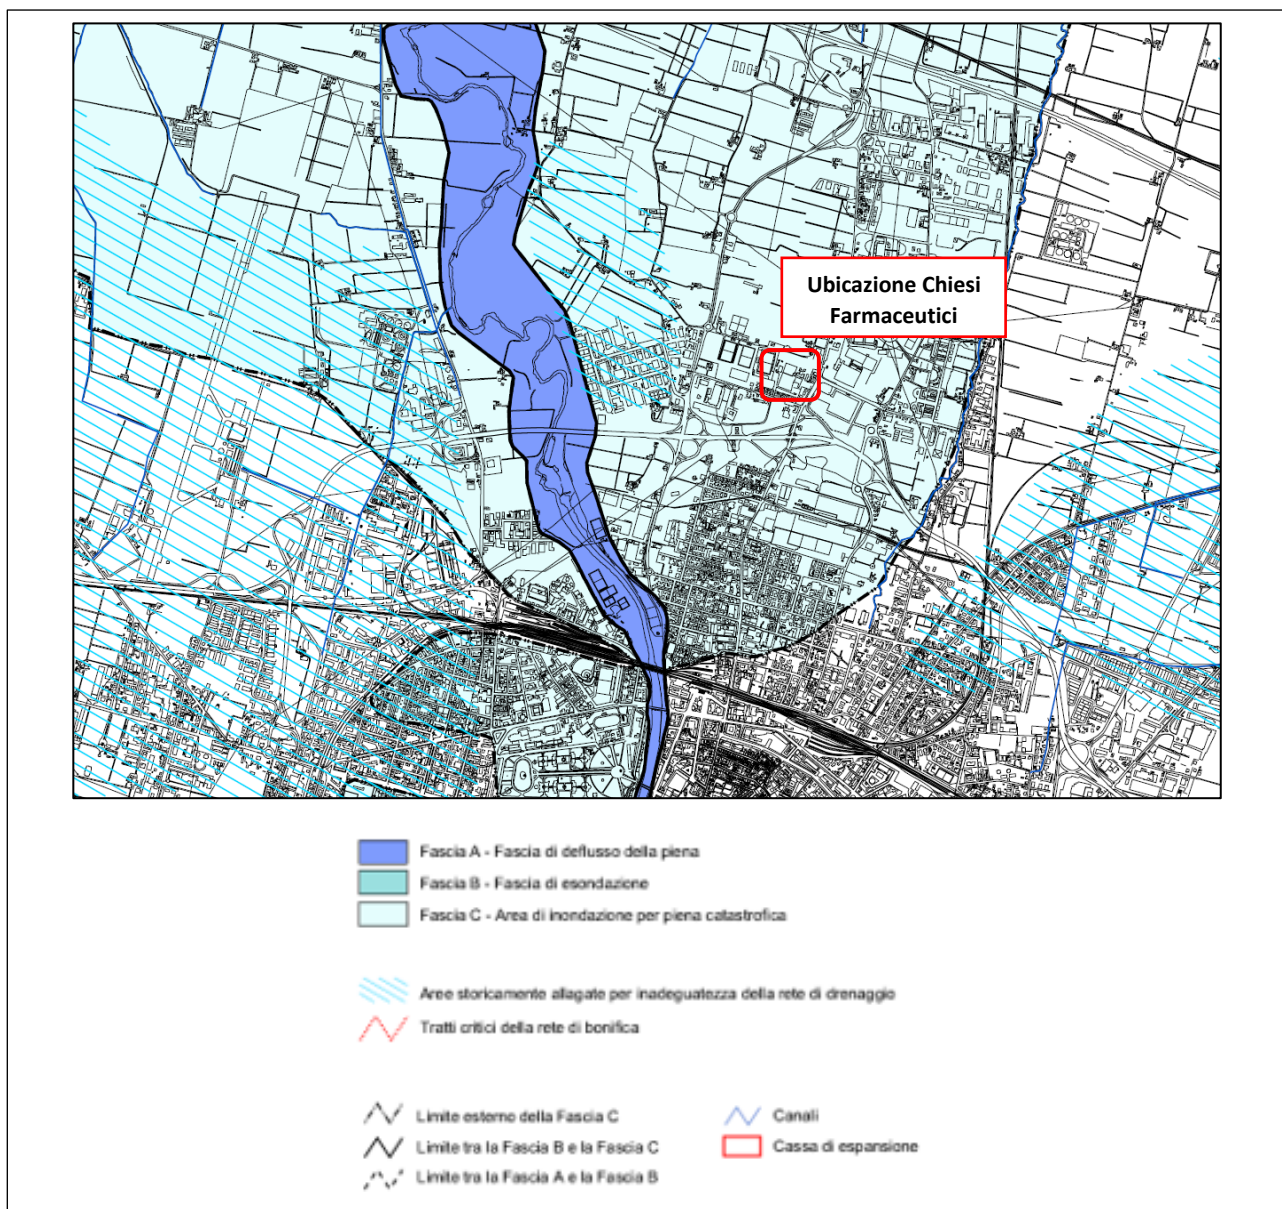 Ubicazione Chiesi
Farmaceutici
Fascia A - Fascia di deflusso della piena
Fascia B - Fascia di esondazione
Fascia C - Area di inondazione per piena catastrofica
Aree storicamente allagate per inadeguatezza della rete di drenaggio
Tratti critici della rete di bonifica
Limite esterno della Fascia C
Limite tra la Fascia B e la Fascia C
Limite tra la Fascia A e la Fascia B
Canali
Cassa di espansione